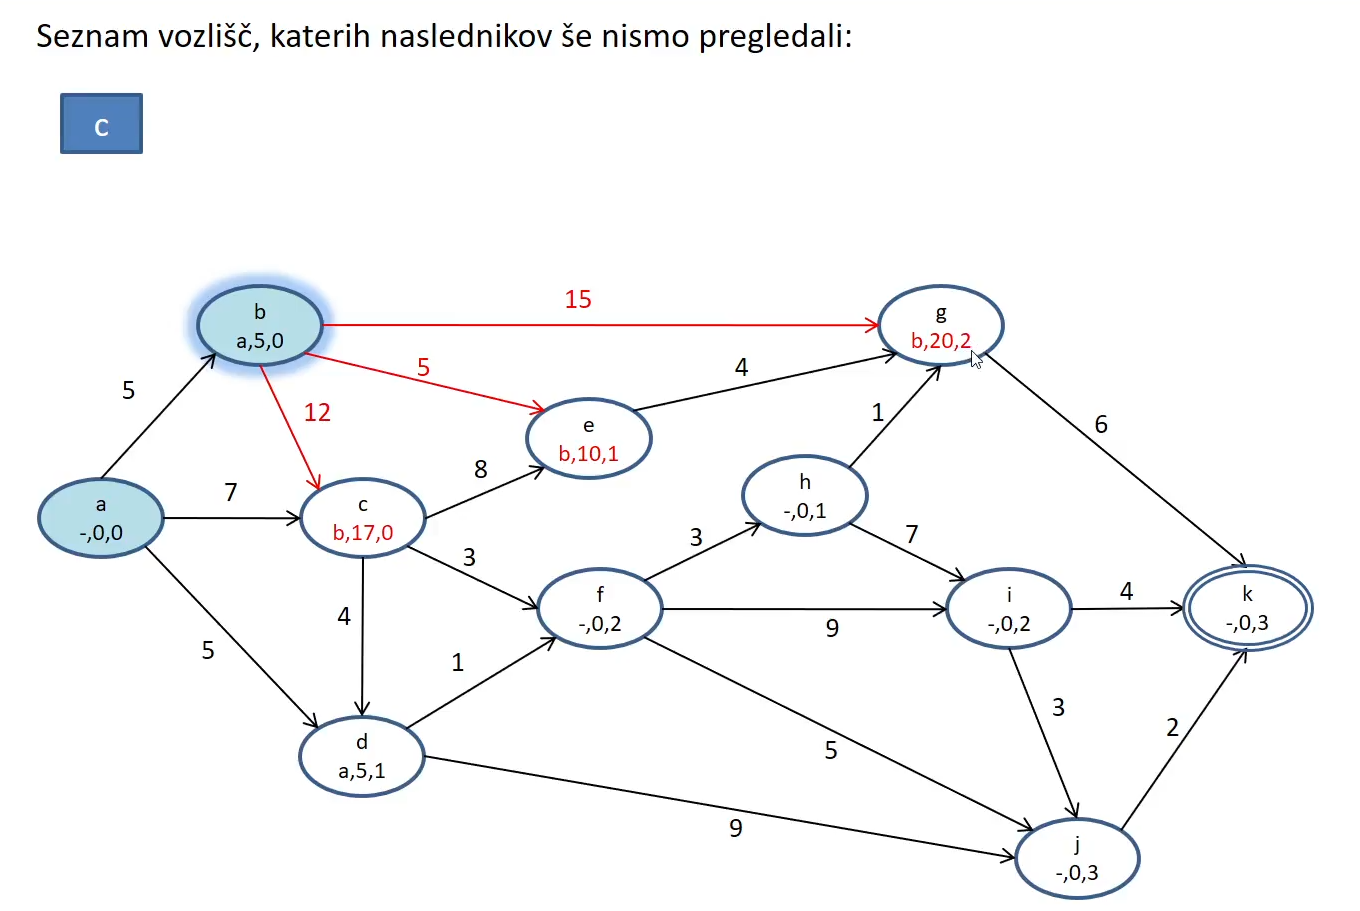 Seznam vozlišč, katerih naslednikov še nismo pregledali:
c
b
a,5,0
15
g
b,20,2
5
5
12
4
e
b,10,1
1
6
a
-,0,0
7
c
b,17,0
8
h
-,0,1
3
3
7
4
f
-,0,2
9
i
-,0,2
4
k
-,0,3
5
1
d
a,5,1
5
3
2
9
j
-,0,3